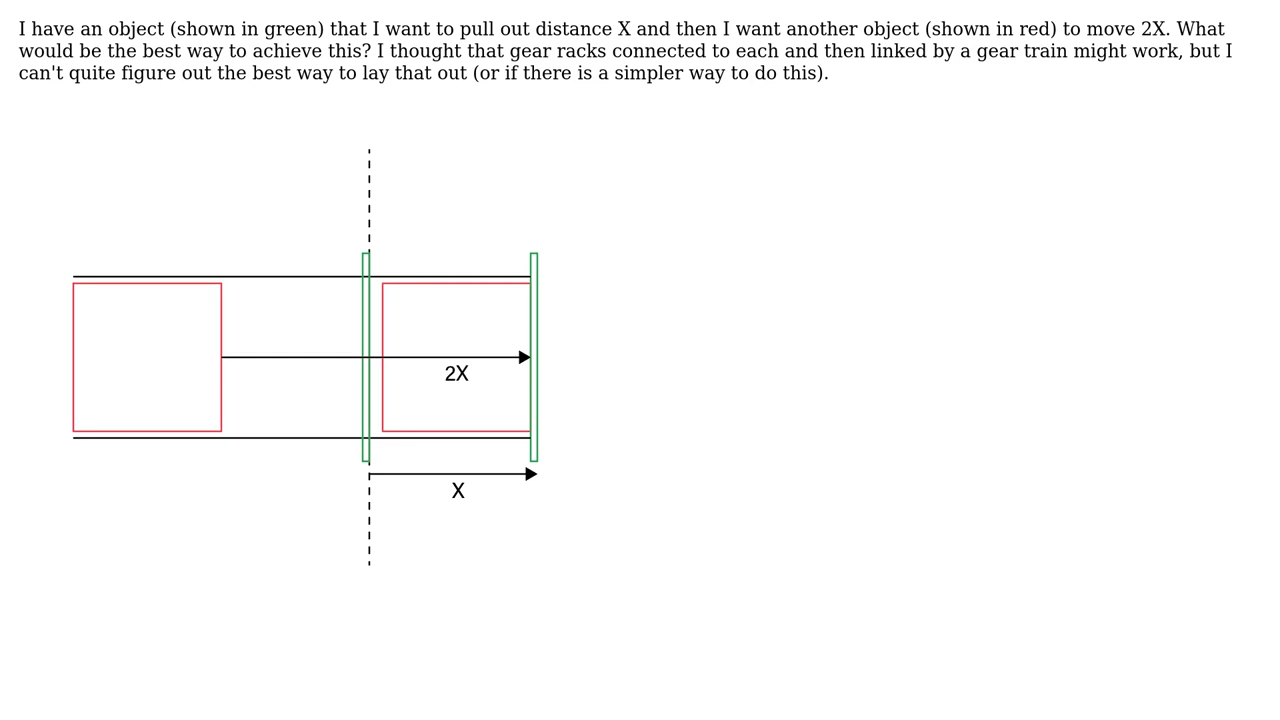 I have an object (shown in green) that I want to pull out distance X and then I want another object (shown in red) to move 2X. What
would be the best way to achieve this? I thought that gear racks connected to each and then linked by a gear train might work, but I
can't quite figure out the best way to lay that out (or if there is a simpler way to do this).
2X
X